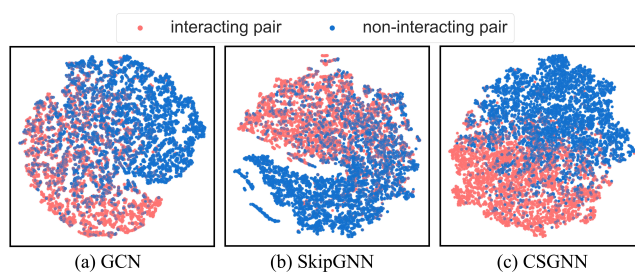 interacting pair non-interacting pair
(a) GCN (b) SkipGNN (c) CSGNN